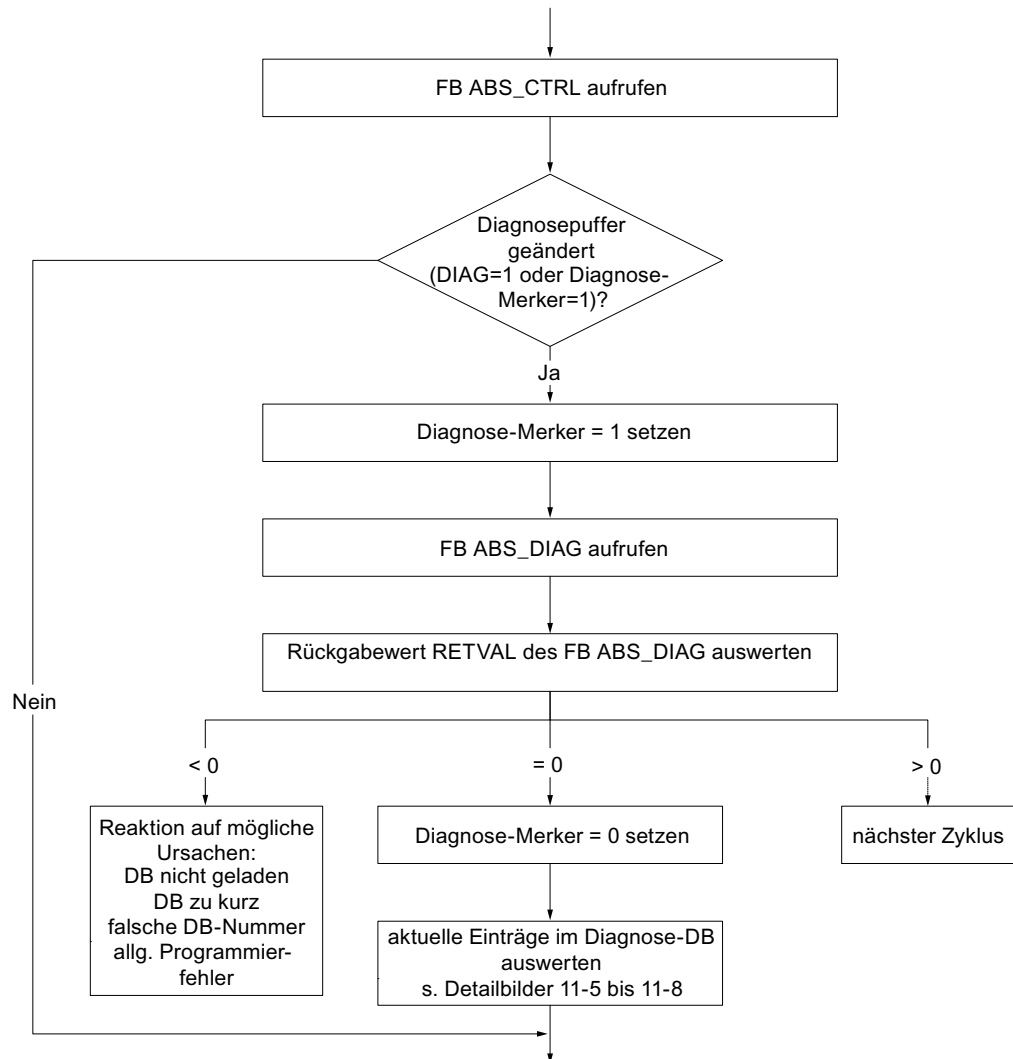 FB ABS_CTRL aufrufen
Diagnosepuffer
geändert
(DIAG=1 oder Diagnose-
Merker=1)?
Ja
Diagnose-Merker = 1 setzen
FB ABS_DIAG aufrufen
Rückgabewert RETVAL des FB ABS_DIAG auswerten
Nein
< 0
= 0
> 0
Reaktion auf mögliche
Ursachen:
DB nicht geladen
DB zu kurz
falsche DB-Nummer
allg. Programmier-
fehler
Diagnose-Merker = 0 setzen
nächster Zyklus
aktuelle Einträge im Diagnose-DB
auswerten
s. Detailbilder 11-5 bis 11-8